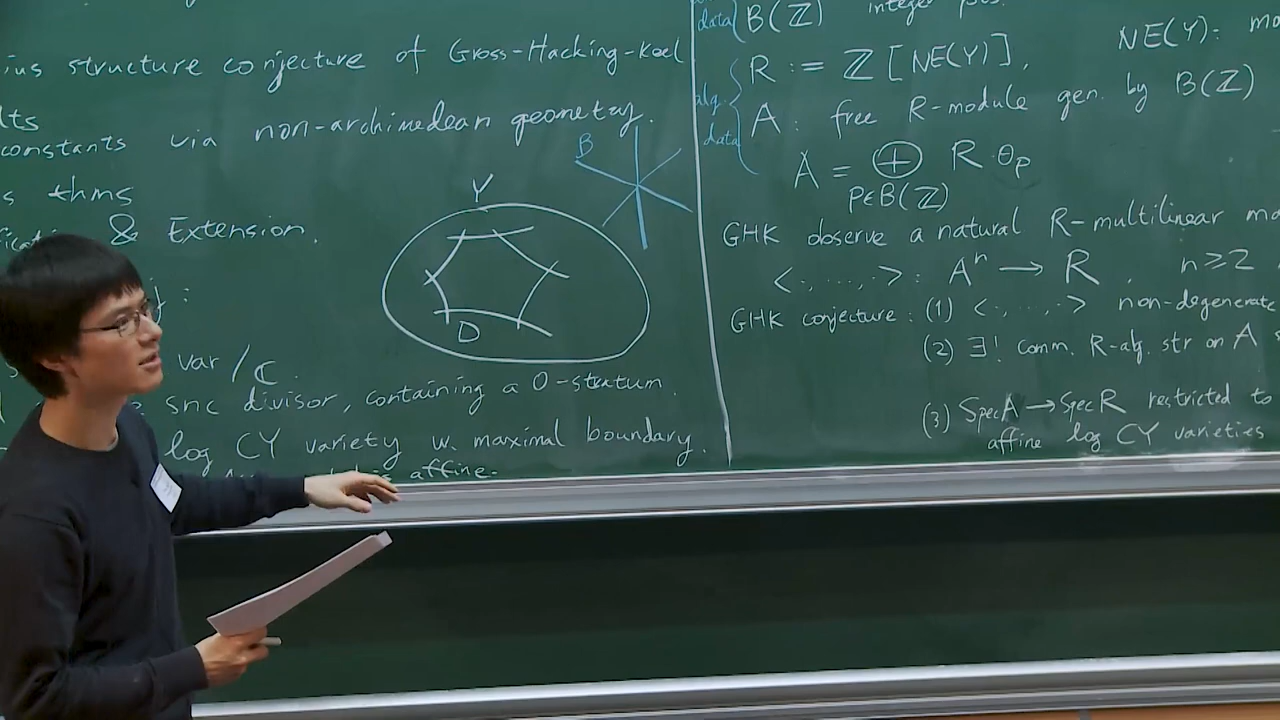 ius structure conjecture of Gross-Hacking-Keel
lts
constants via non-archimedean geometry.
s thms
& Extension.
:
var / ℂ.
snc divisor, containing a 0-stratum.
log CY variety w. maximal boundary.
affine.
Y
D
B
data
B(ℤ) integer
alg. data
R := ℤ[NE(Y)], NE(Y):
A: free R-module gen. by B(ℤ)
A = ⊕ R·θ_p
p∈B(ℤ)
GHK observe a natural R-multilinear
<·,...,·>: Aⁿ → R, n≥2
GHK conjecture: (1) <·,...,·> non-degenerate
(2) ∃! comm. R-alg. str on A
(3) Spec A → Spec R restricted to
affine log CY varieties